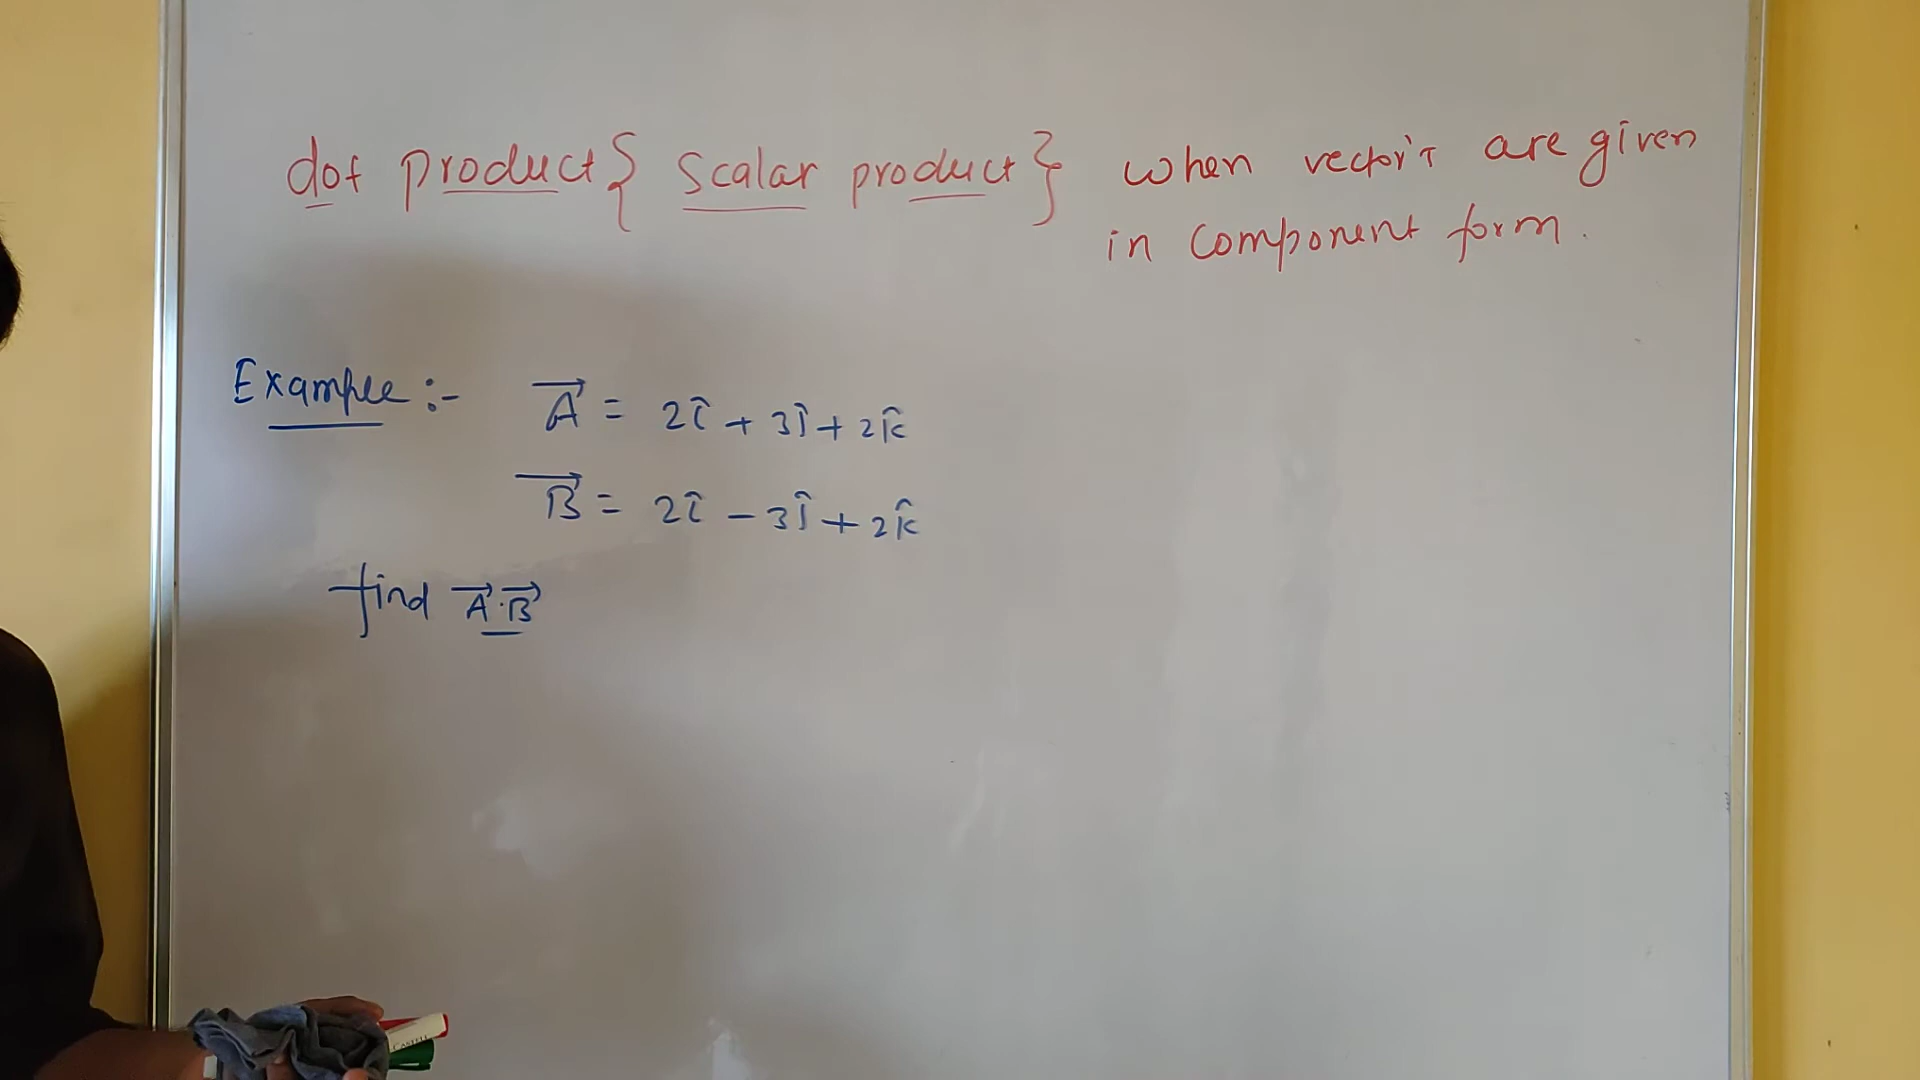 dot product { Scalar product } when vector's are given
in component form.
Example :- A⃗ = 2î + 3ĵ + 2k̂
B⃗ = 2î - 3ĵ + 2k̂
find A⃗.B⃗
CASTELL